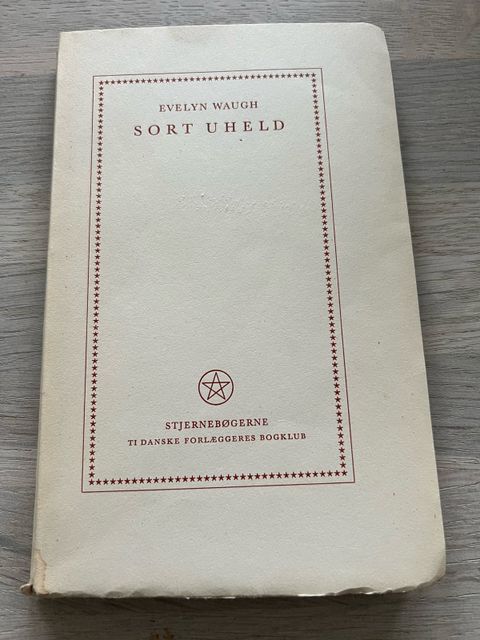 EVELYN WAUGH
SORT UHELD
STJERNEBØGERNE
TI DANSKE FORLÆGGERES BOGKLUB